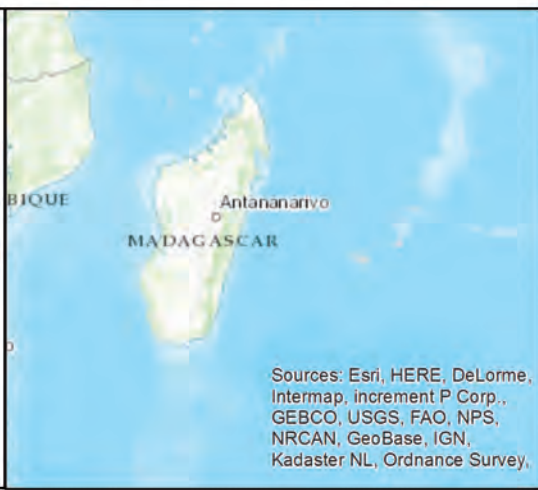 BIQUE
Antananarivo
MADAGASCAR
Sources: Esri, HERE, DeLorme,
Intermap, increment P Corp.,
GEBCO, USGS, FAO, NPS,
NRCAN, GeoBase, IGN,
Kadaster NL, Ordnance Survey,